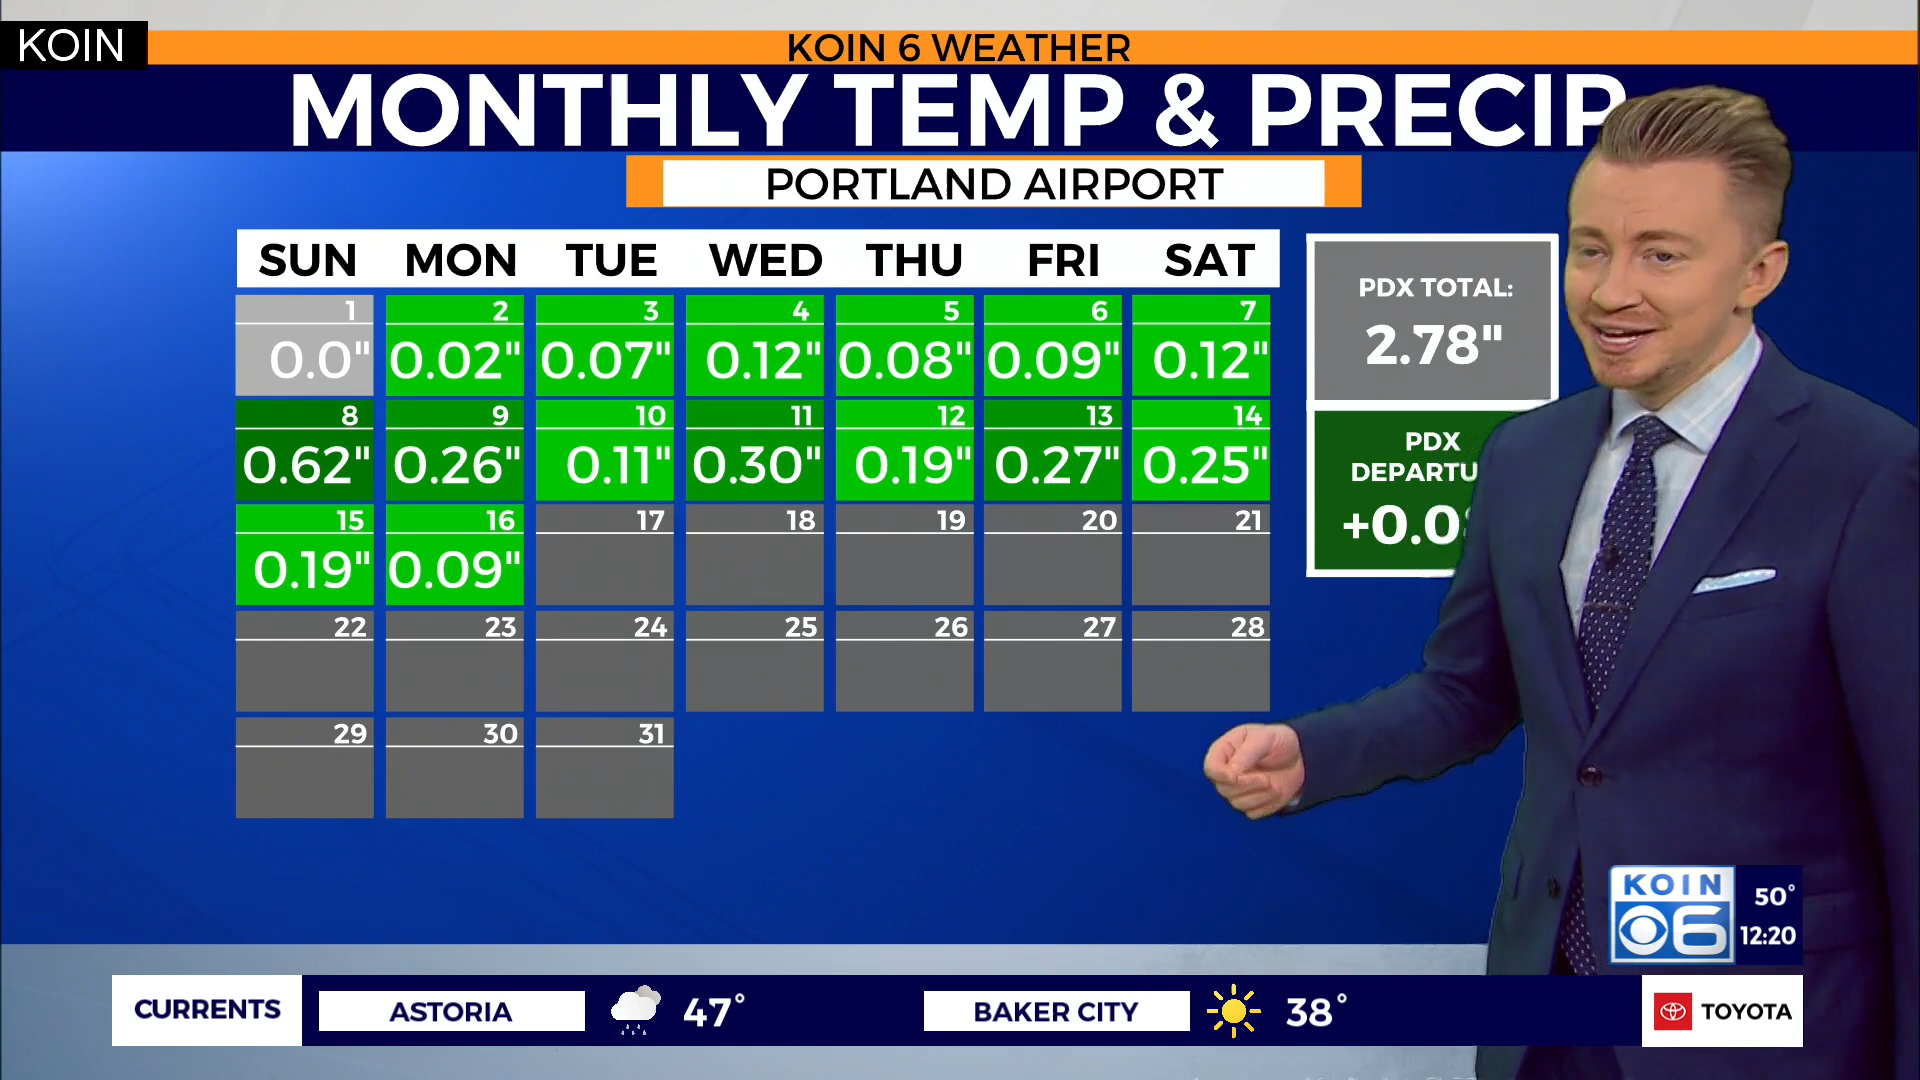 KOIN
KOIN 6 WEATHER
MONTHLY TEMP & PRECIP
PORTLAND AIRPORT
SUN MON TUE WED THU FRI SAT
1 2 3 4 5 6 7
0.0" 0.02" 0.07" 0.12" 0.08" 0.09" 0.12"
8 9 10 11 12 13 14
0.62" 0.26" 0.11" 0.30" 0.19" 0.27" 0.25"
15 16 17 18 19 20 21
0.19" 0.09"
22 23 24 25 26 27 28
29 30 31
PDX TOTAL:
2.78"
PDX
DEPARTU
+0.0
KOIN
6
50°
12:20
CURRENTS ASTORIA 47° BAKER CITY 38° TOYOTA